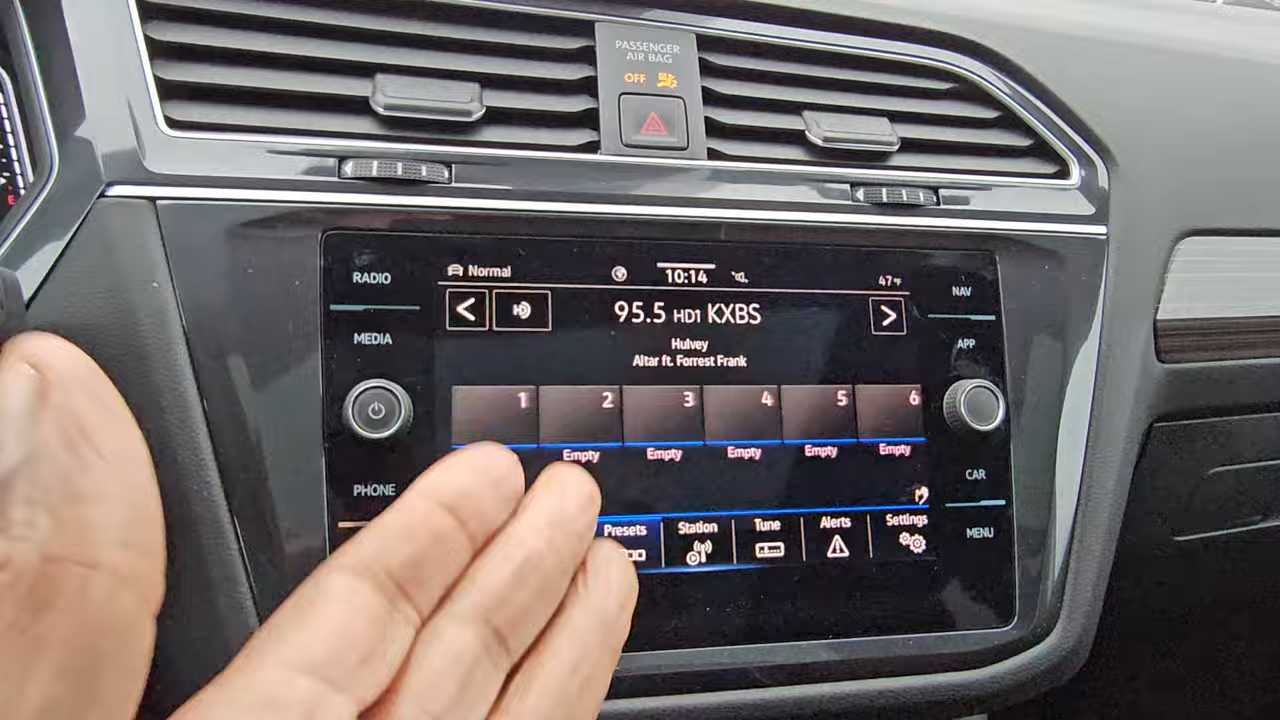 PASSENGER
AIR BAG
OFF
RADIO
MEDIA
PHONE
Normal
10:14
47°F
95.5 HD1 KXBS
Hulvey
Altar ft. Forrest Frank
1 2 3 4 5 6
Empty Empty Empty Empty Empty
Presets Station Tune Alerts Settings
NAV
APP
CAR
MENU
E